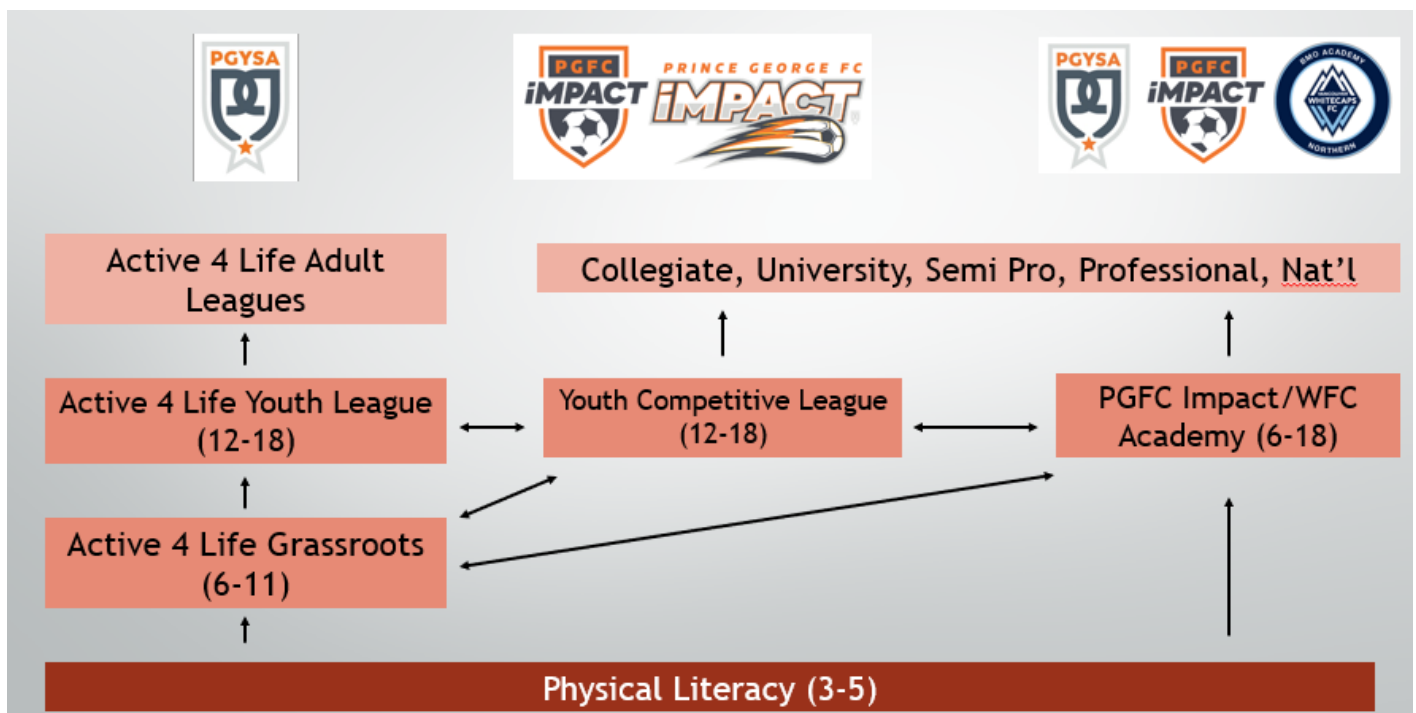 PGYSA
PGFC
iMPACT
PRINCE GEORGE FC
iMPACT
PGYSA
PGFC
iMPACT
BMO ACADEMY
VANCOUVER
WHITECAPS
FC
NORTHERN
Active 4 Life Adult
Leagues
Collegiate, University, Semi Pro, Professional, Nat’l
Active 4 Life Youth League
(12-18)
Youth Competitive League
(12-18)
PGFC Impact/WFC
Academy (6-18)
Active 4 Life Grassroots
(6-11)
Physical Literacy (3-5)